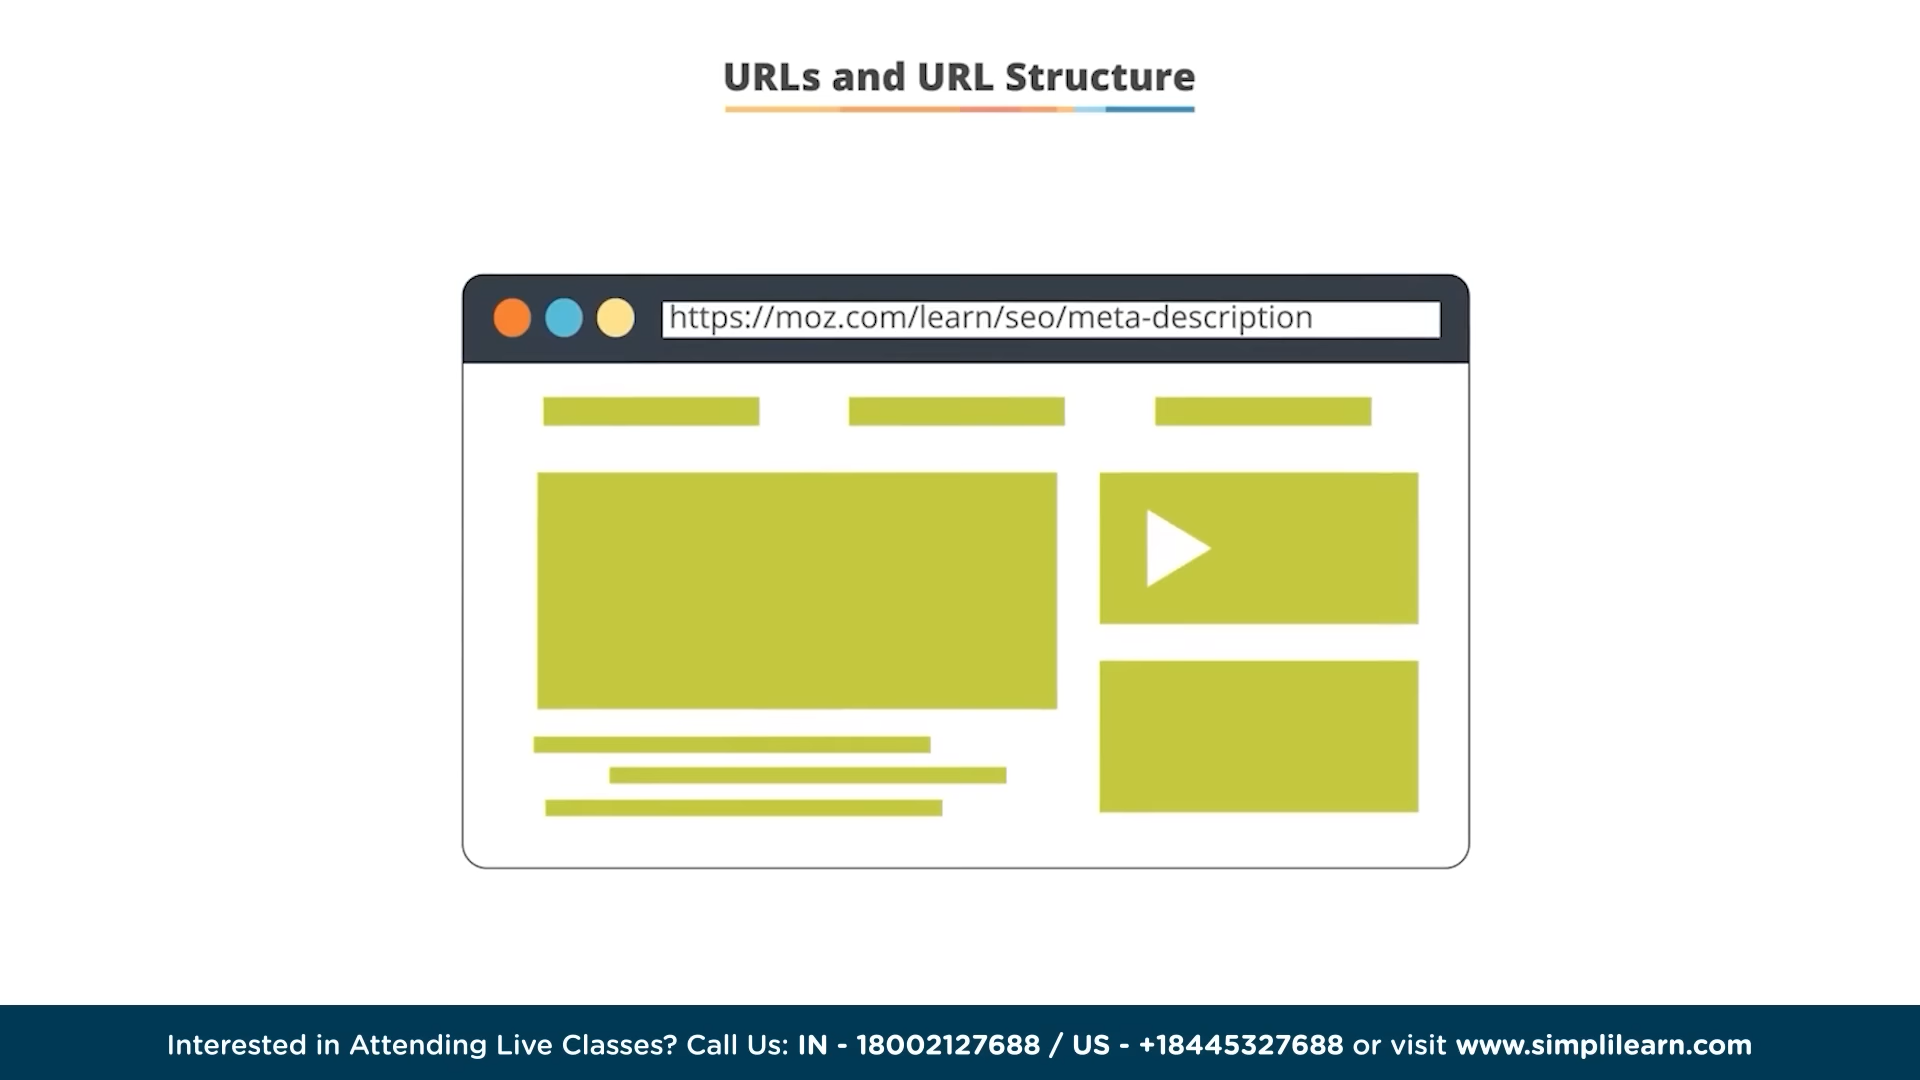 URLs and URL Structure
https://moz.com/learn/seo/meta-description
Interested in Attending Live Classes? Call Us: IN - 18002127688 / US - +18445327688 or visit www.simplilearn.com